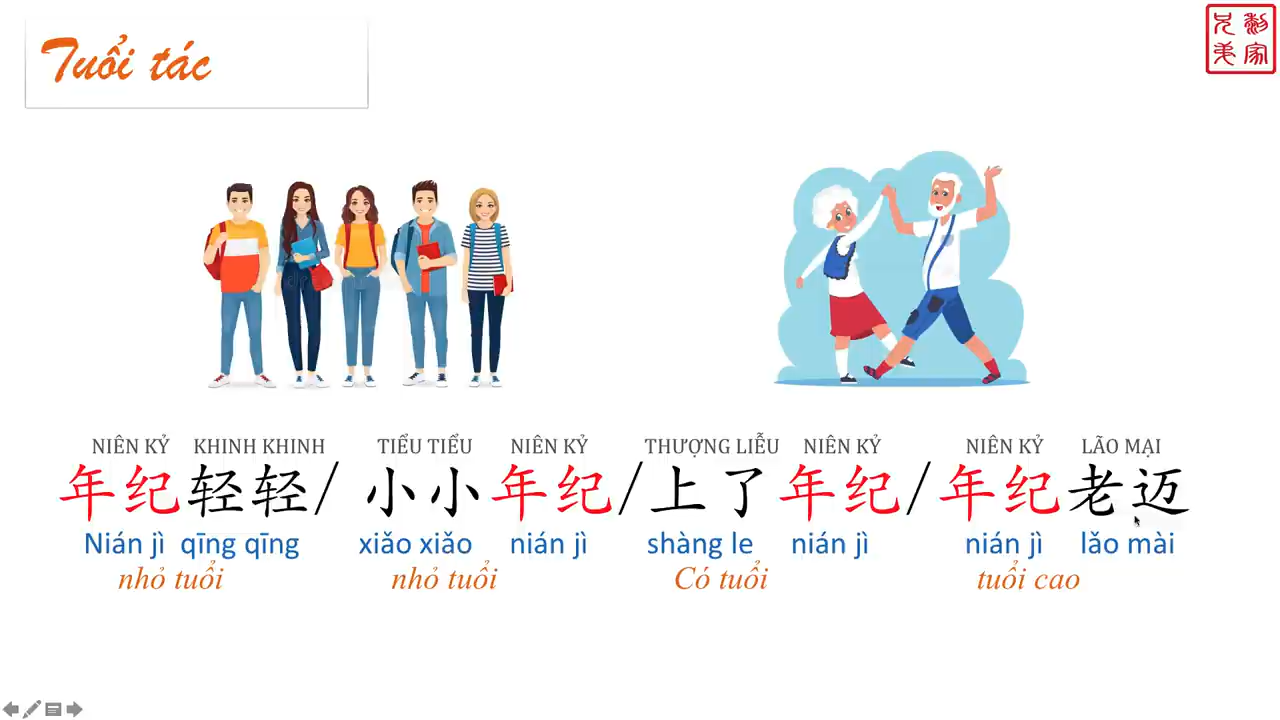 Tuổi tác
NIÊN KỶ KHINH KHINH TIỂU TIỂU NIÊN KỶ THƯỢNG LIỄU NIÊN KỶ NIÊN KỶ LÃO MẠI
年纪轻轻/ 小小年纪/上了年纪/年纪老迈
Nián jì qīng qīng xiǎo xiǎo nián jì shàng le nián jì nián jì lǎo mài
nhỏ tuổi nhỏ tuổi Có tuổi tuổi cao